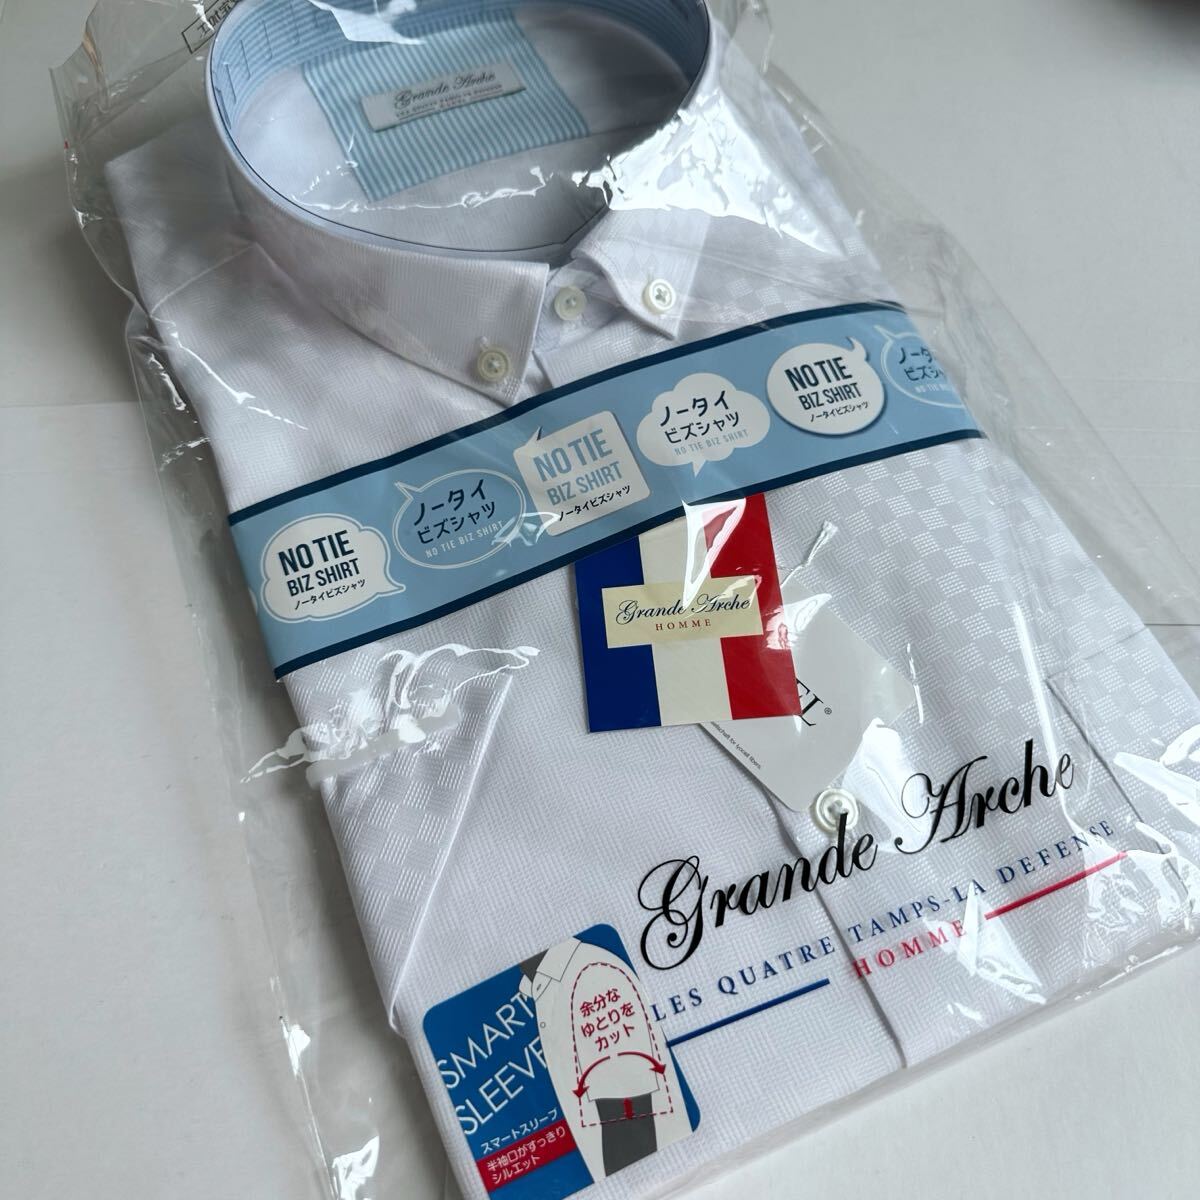 Grande Arche
NO TIE
BIZ SHIRT
ノータイビズシャツ
ノータイ
ビズシャツ
NO TIE BIZ SHIRT
NO TIE
BIZ SHIRT
ノータイビズシャツ
ノータイ
ビズシャツ
NO TIE BIZ SHIRT
NO TIE
BIZ SHIRT
ノータイビズシャツ
Grande Arche
HOMME
Grande Arche
LES QUATRE TAMPS-LA DEFENSE
HOMME
SMART
SLEEVE
スマートスリーブ
半袖口がすっきり
シルエット
余分な
ゆとりを
カット